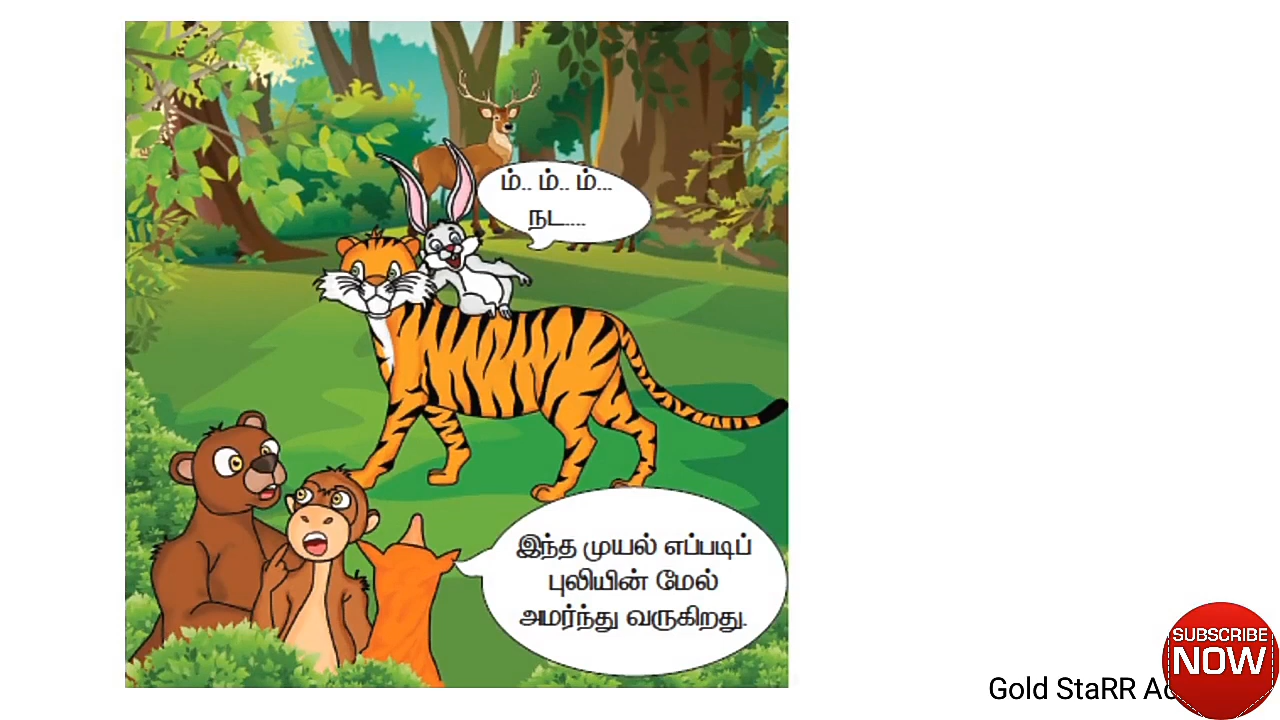 ம்.. ம்.. ம்...
நட....
இந்த முயல் எப்படிப்
புலியின் மேல்
அமர்ந்து வருகிறது.
SUBSCRIBE
NOW
Gold StaRR